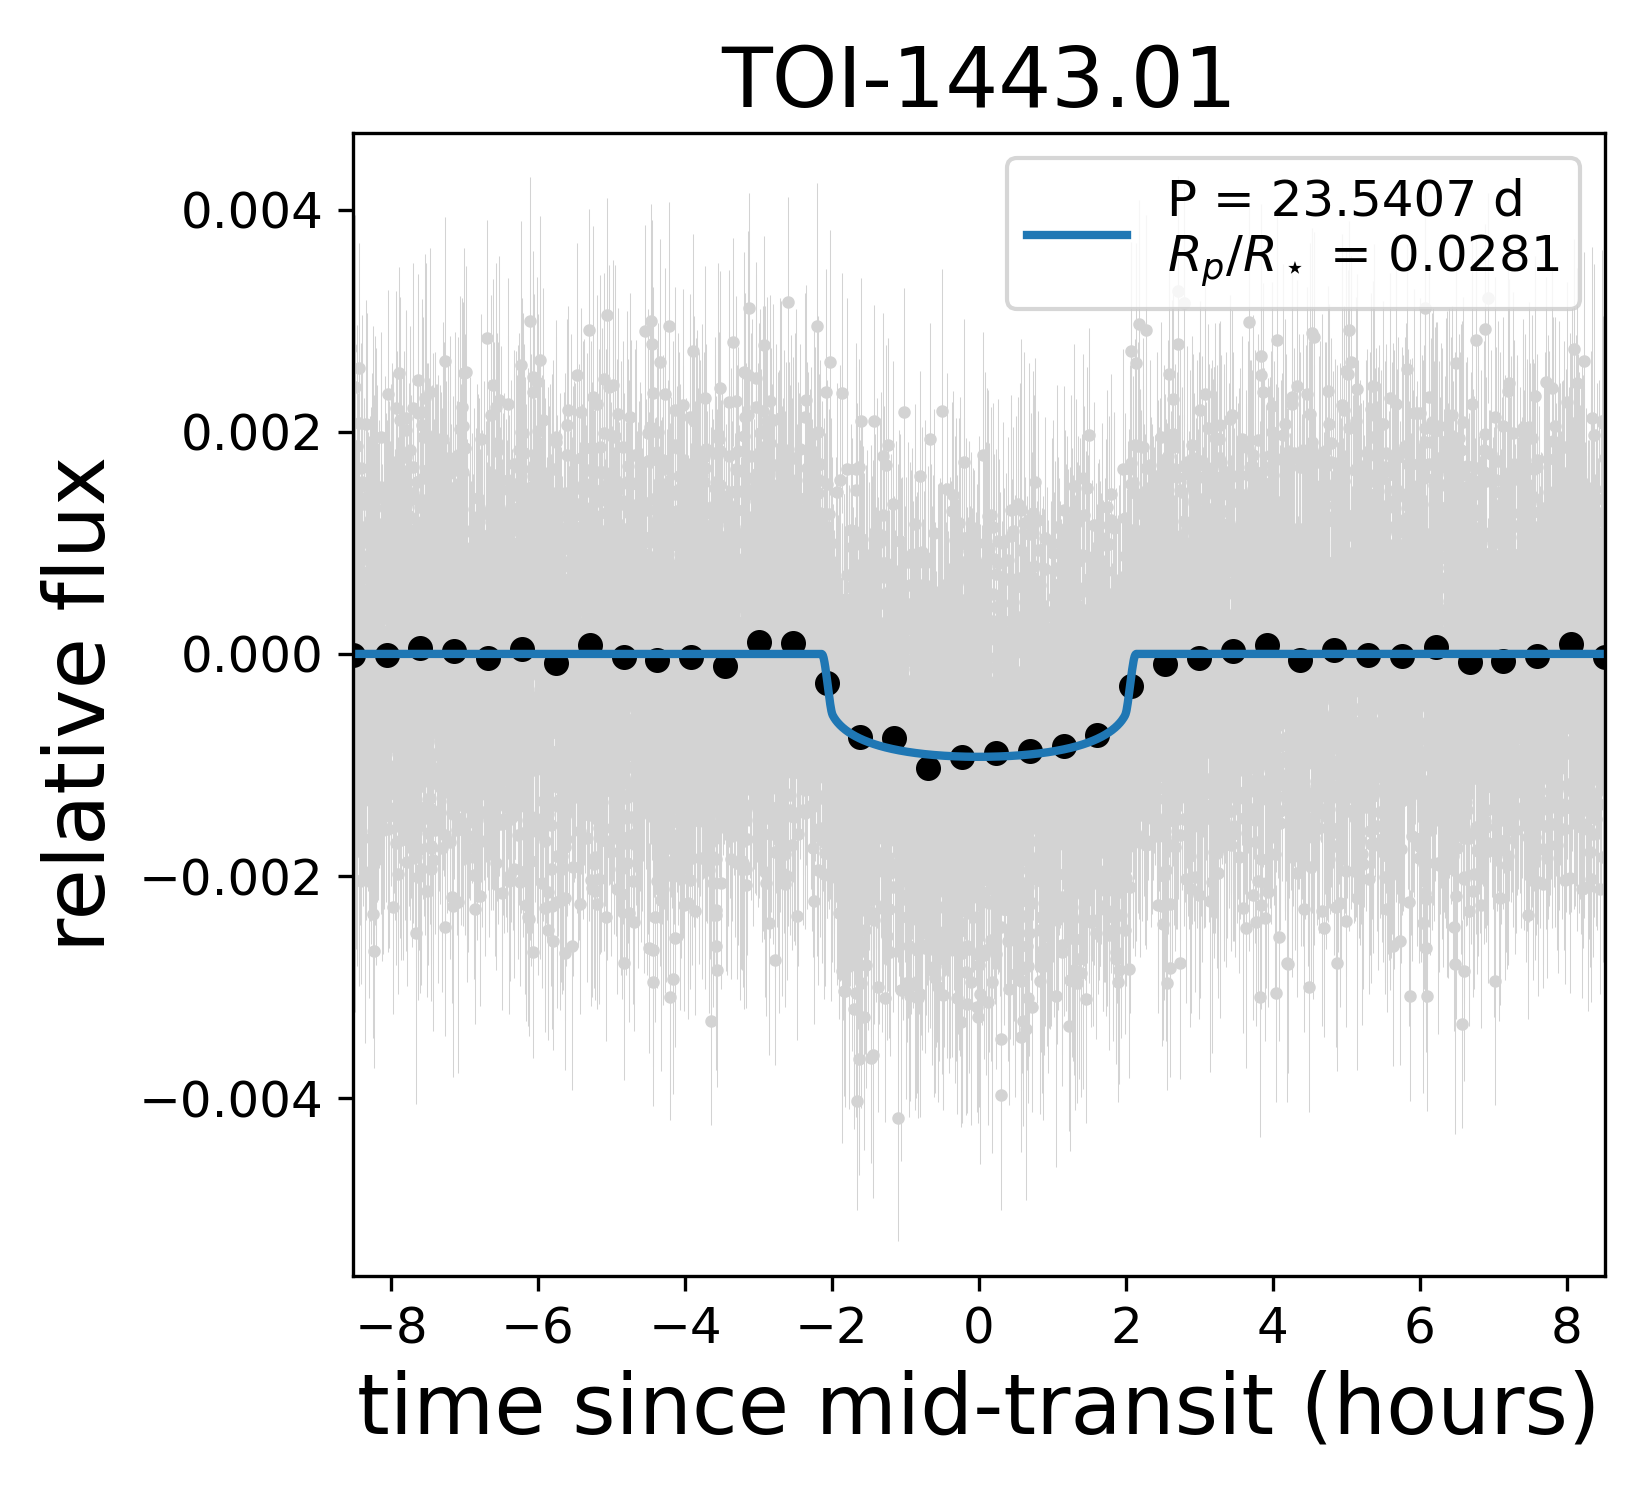 TOI-1443.01
P = 23.5407 d
R_p/R_⋆ = 0.0281
0.004
0.002
0.000
−0.002
−0.004
relative flux
−8 −6 −4 −2 0 2 4 6 8
time since mid-transit (hours)